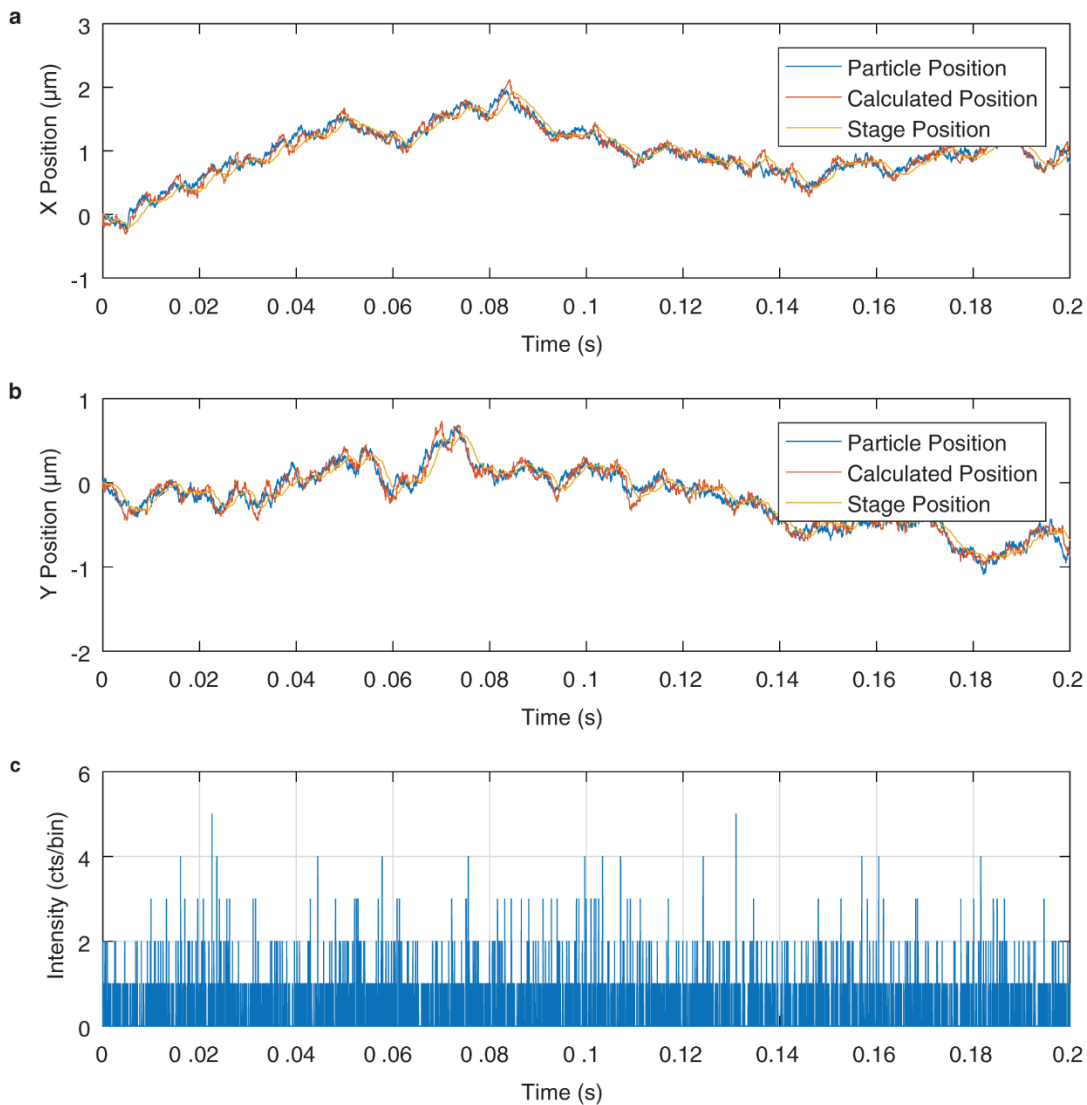 a
3
2
1
0
-1
X Position (µm)
Particle Position
Calculated Position
Stage Position
0 0 .02 0.04 0.06 0.08 0.1 0.12 0.14 0.16 0.18 0.2
Time (s)
b
1
0
-1
-2
Y Position (µm)
Particle Position
Calculated Position
Stage Position
0 0 .02 0.04 0.06 0.08 0.1 0.12 0.14 0.16 0.18 0.2
Time (s)
c
6
4
2
0
Intensity (cts/bin)
0 0 .02 0.04 0.06 0.08 0.1 0.12 0.14 0.16 0.18 0.2
Time (s)